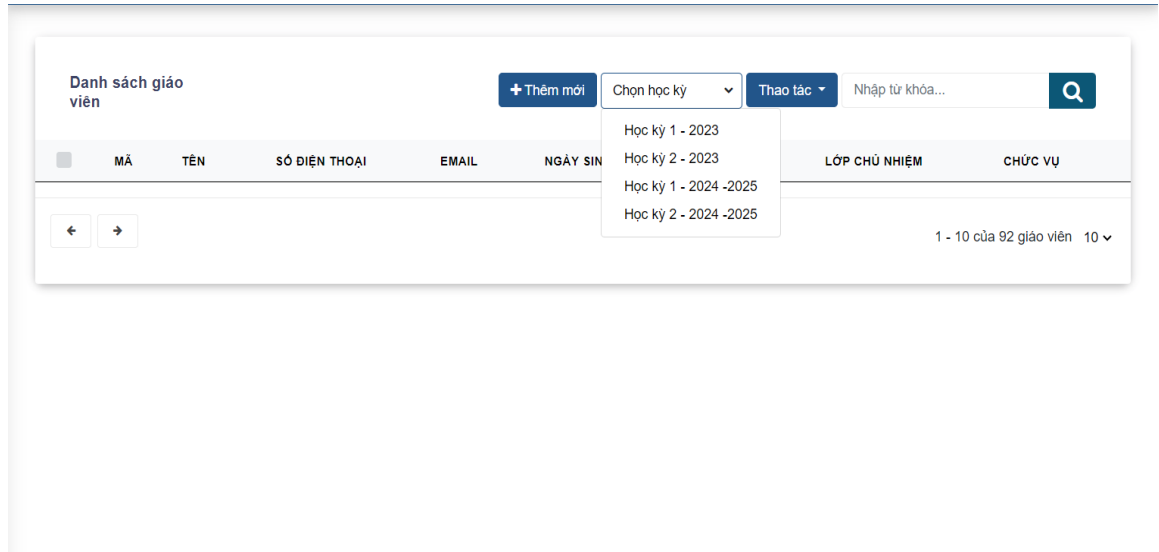 Danh sách giáo
viên
Thêm mới
Chọn học kỳ
Thao tác
Nhập từ khóa...
Học kỳ 1 - 2023
Học kỳ 2 - 2023
Học kỳ 1 - 2024 -2025
Học kỳ 2 - 2024 -2025
MÃ TÊN SỐ ĐIỆN THOẠI EMAIL NGÀY SIN LỚP CHỦ NHIỆM CHỨC VỤ
1 - 10 của 92 giáo viên 10